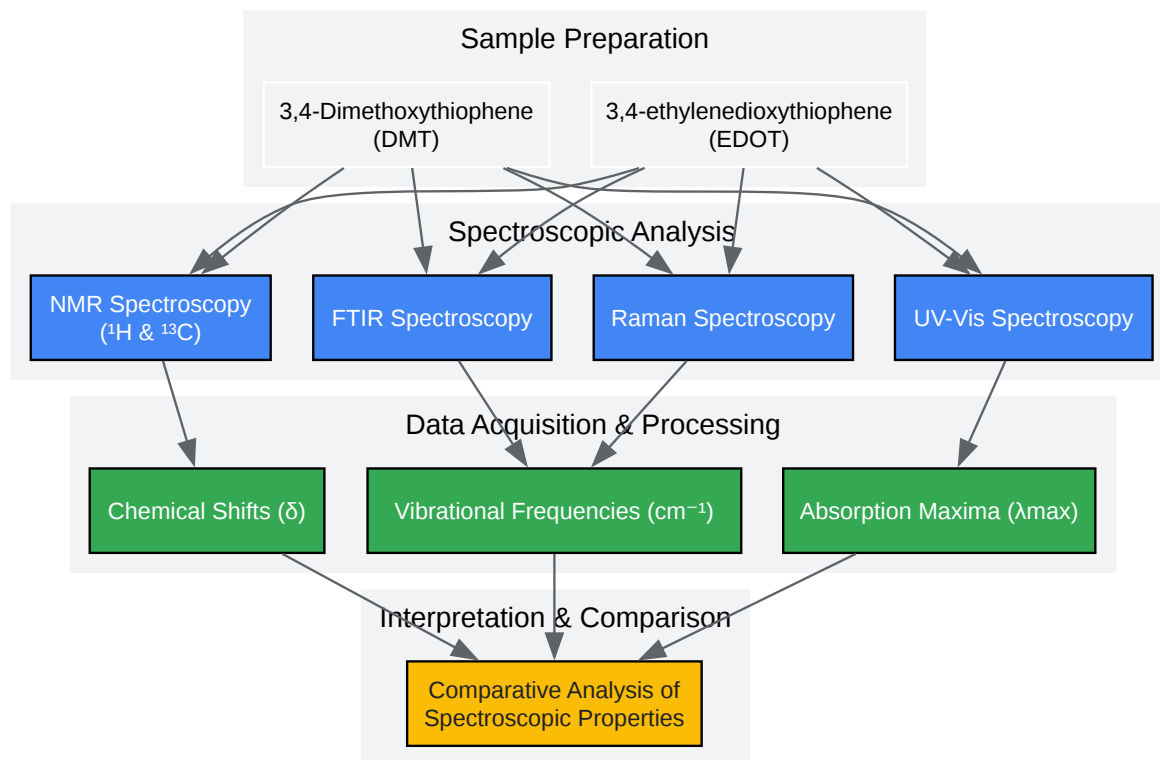 Sample Preparation
3,4-Dimethoxythiophene
(DMT)
3,4-ethylenedioxythiophene
(EDOT)
Spectroscopic Analysis
NMR Spectroscopy
(¹H & ¹³C)
FTIR Spectroscopy
Raman Spectroscopy
UV-Vis Spectroscopy
Data Acquisition & Processing
Chemical Shifts (δ)
Vibrational Frequencies (cm⁻¹)
Absorption Maxima (λmax)
Interpretation & Comparison
Comparative Analysis of
Spectroscopic Properties